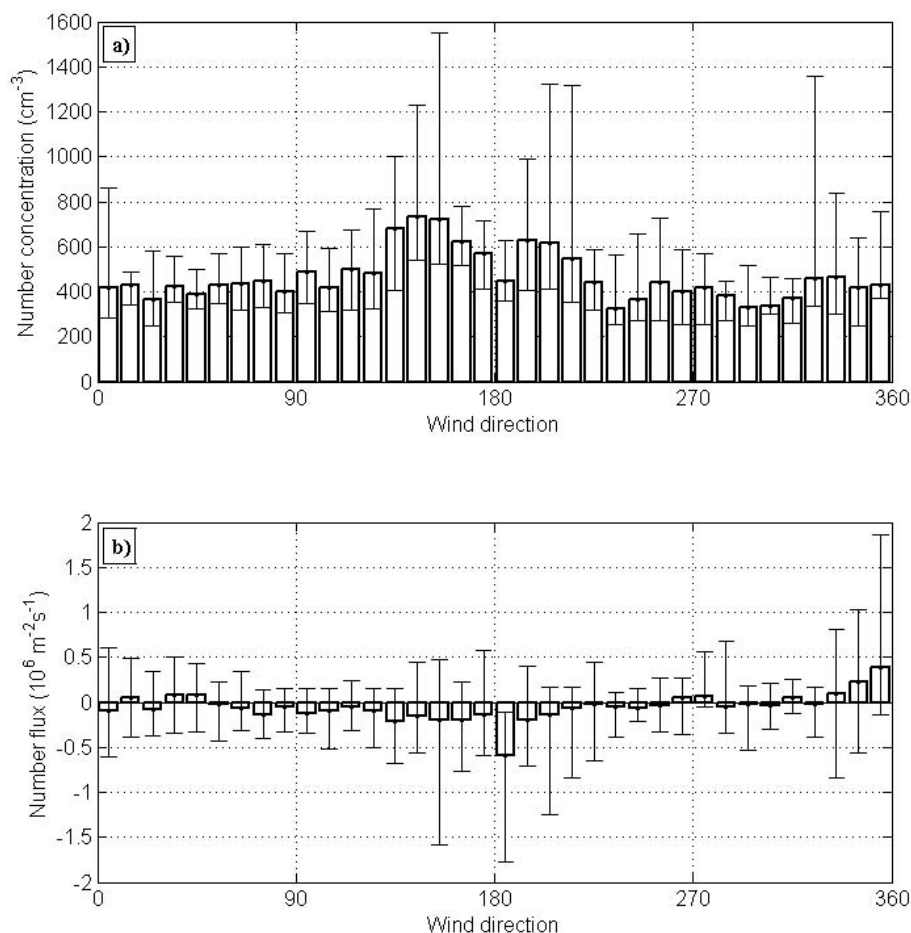 a)
Number concentration (cm⁻³)
1600
1400
1200
1000
800
600
400
200
0
0 90 180 270 360
Wind direction
b)
Number flux (10⁶ m⁻²s⁻¹)
2
1.5
1
0.5
0
-0.5
-1
-1.5
-2
0 90 180 270 360
Wind direction